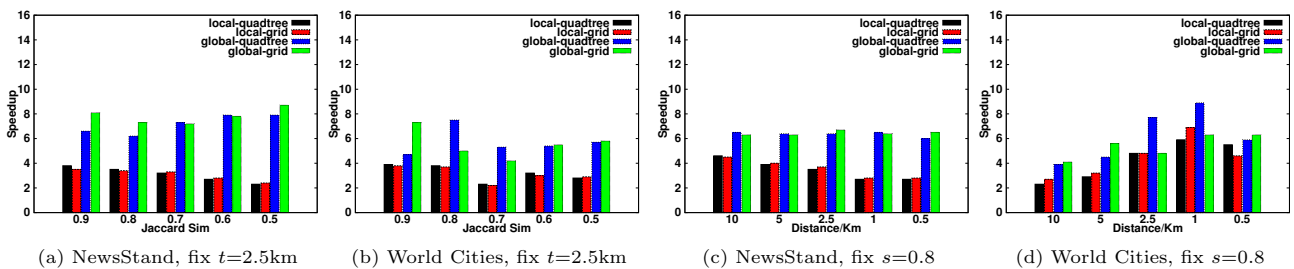 16
14
12
10
8
6
4
2
0
Speedup
local-quadtree
local-grid
global-quadtree
global-grid
0.9 0.8 0.7 0.6 0.5
Jaccard Sim
(a) NewsStand, fix t=2.5km
16
14
12
10
8
6
4
2
0
Speedup
local-quadtree
local-grid
global-quadtree
global-grid
0.9 0.8 0.7 0.6 0.5
Jaccard Sim
(b) World Cities, fix t=2.5km
16
14
12
10
8
6
4
2
0
Speedup
local-quadtree
local-grid
global-quadtree
global-grid
10 5 2.5 1 0.5
Distance/Km
(c) NewsStand, fix s=0.8
16
14
12
10
8
6
4
2
0
Speedup
local-quadtree
local-grid
global-quadtree
global-grid
10 5 2.5 1 0.5
Distance/Km
(d) World Cities, fix s=0.8